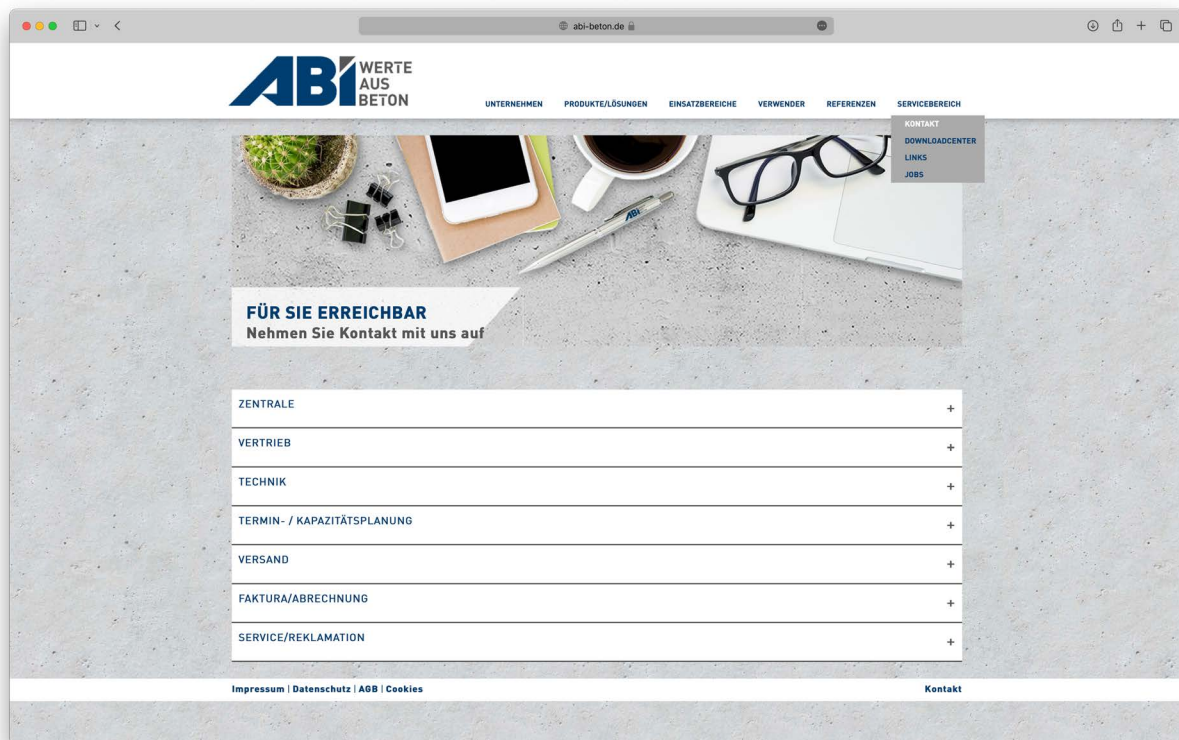 abi-beton.de
ABI
WERTE
AUS
BETON
UNTERNEHMEN PRODUKTE/LÖSUNGEN EINSATZBEREICHE VERWENDER REFERENZEN SERVICEBEREICH
KONTAKT
DOWNLOADCENTER
LINKS
JOBS
ABI
FÜR SIE ERREICHBAR
Nehmen Sie Kontakt mit uns auf
ZENTRALE +
VERTRIEB +
TECHNIK +
TERMIN- / KAPAZITÄTSPLANUNG +
VERSAND +
FAKTURA/ABRECHNUNG +
SERVICE/REKLAMATION +
Impressum | Datenschutz | AGB | Cookies Kontakt